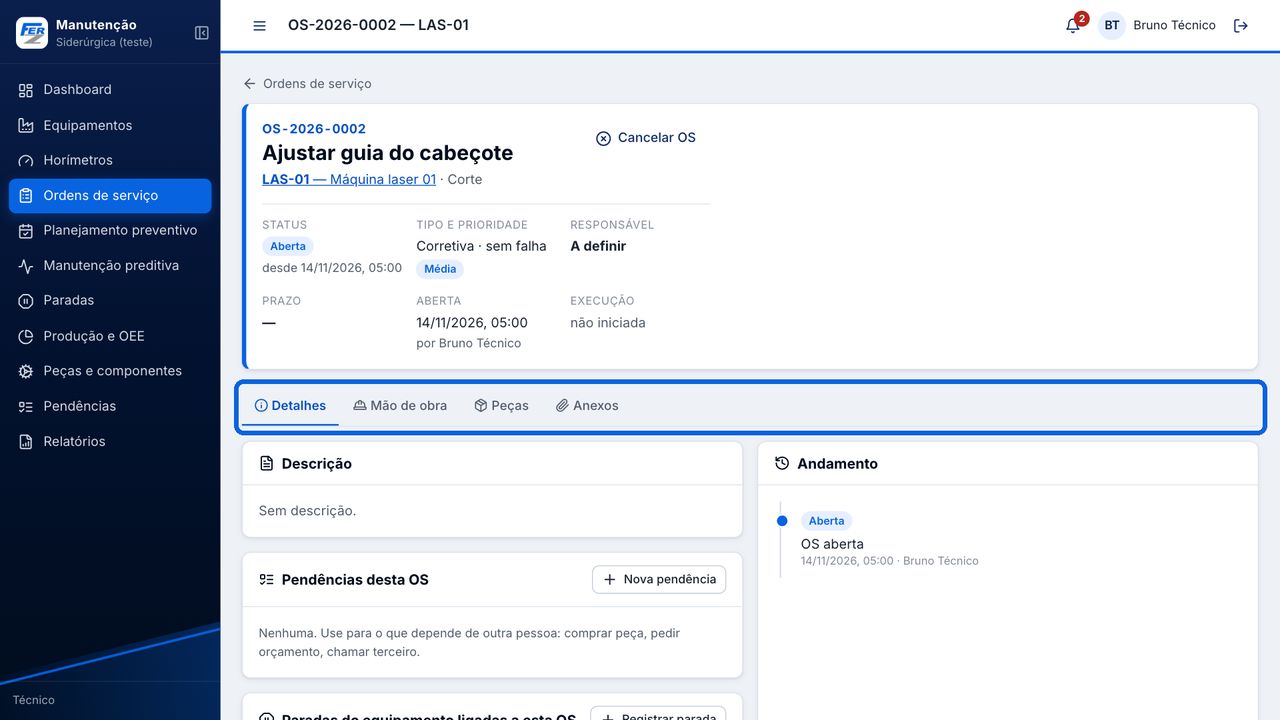 FER
Manutenção
Siderúrgica (teste)
Dashboard
Equipamentos
Horímetros
Ordens de serviço
Planejamento preventivo
Manutenção preditiva
Paradas
Produção e OEE
Peças e componentes
Pendências
Relatórios
Técnico
OS-2026-0002 — LAS-01
2
BT
Bruno Técnico
Ordens de serviço
OS-2026-0002
Cancelar OS
Ajustar guia do cabeçote
LAS-01 — Máquina laser 01 · Corte
STATUS
Aberta
desde 14/11/2026, 05:00
TIPO E PRIORIDADE
Corretiva · sem falha
Média
RESPONSÁVEL
A definir
PRAZO
—
ABERTA
14/11/2026, 05:00
por Bruno Técnico
EXECUÇÃO
não iniciada
Detalhes
Mão de obra
Peças
Anexos
Descrição
Sem descrição.
Pendências desta OS
Nova pendência
Nenhuma. Use para o que depende de outra pessoa: comprar peça, pedir
orçamento, chamar terceiro.
Paradas de equipamento ligadas a esta OS
Registrar parada
Andamento
Aberta
OS aberta
14/11/2026, 05:00 · Bruno Técnico